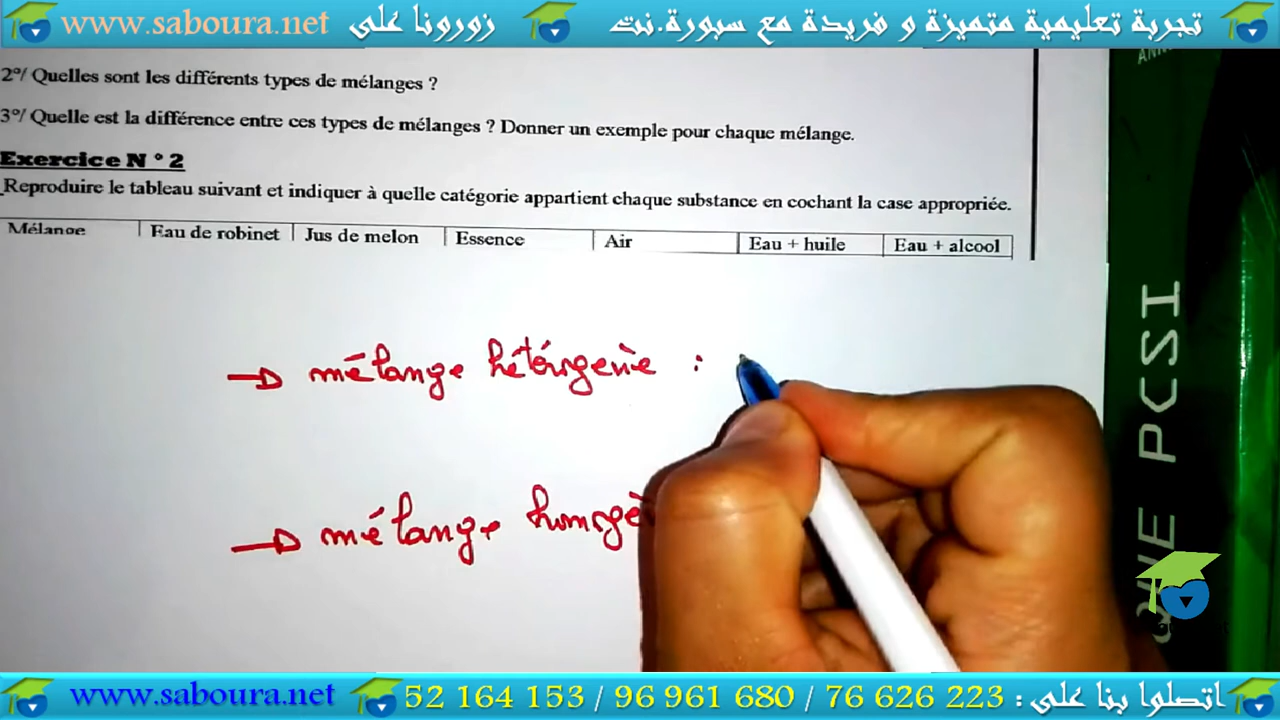 www.saboura.net زورونا على تجربة تعليمية متميزة و فريدة مع سبورة.نت
2°/ Quelles sont les différents types de mélanges ?
3°/ Quelle est la différence entre ces types de mélanges ? Donner un exemple pour chaque mélange.
Exercice N ° 2
Reproduire le tableau suivant et indiquer à quelle catégorie appartient chaque substance en cochant la case appropriée.
Mélange Eau de robinet Jus de melon Essence Air Eau + huile Eau + alcool
→ mélange hétérogène :
→ mélange homogè
PCSI
www.saboura.net 52 164 153 / 96 961 680 / 76 626 223 : اتصلوا بنا على